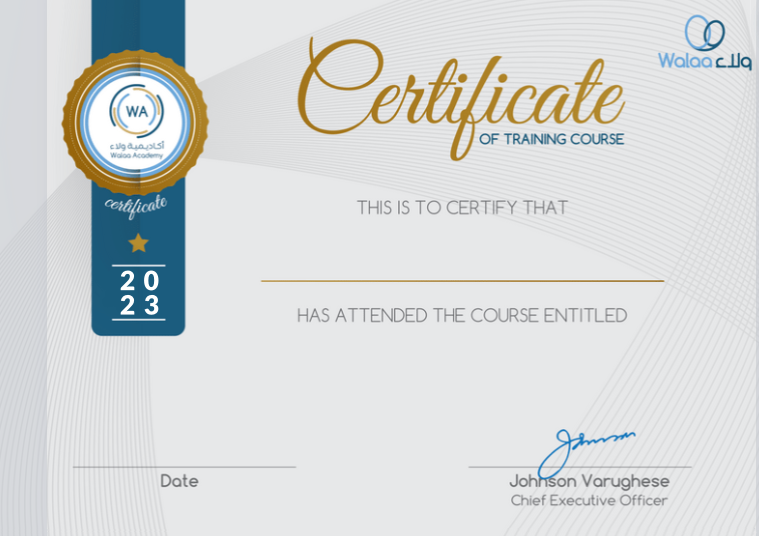 Walaa ولاء
Certificate
OF TRAINING COURSE
WA
أكاديمية ولاء
Walaa Academy
certificate
20
23
THIS IS TO CERTIFY THAT
HAS ATTENDED THE COURSE ENTITLED
Johnson
Date
Johnson Varughese
Chief Executive Officer